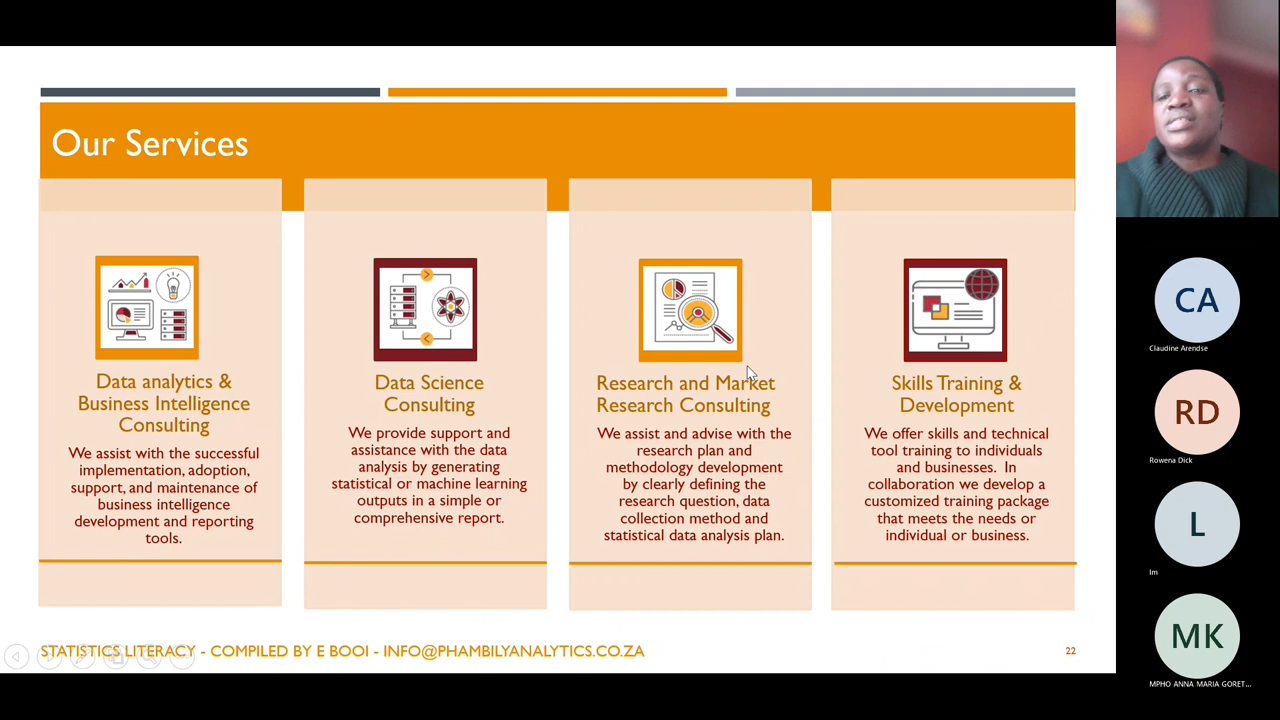 Our Services
Data analytics &
Business Intelligence
Consulting
We assist with the successful
implementation, adoption,
support, and maintenance of
business intelligence
development and reporting
tools.
Data Science
Consulting
We provide support and
assistance with the data
analysis by generating
statistical or machine learning
outputs in a simple or
comprehensive report.
Research and Market
Research Consulting
We assist and advise with the
research plan and
methodology development
by clearly defining the
research question, data
collection method and
statistical data analysis plan.
Skills Training &
Development
We offer skills and technical
tool training to individuals
and businesses. In
collaboration we develop a
customized training package
that meets the needs or
individual or business.
STATISTICS LITERACY - COMPILED BY E BOOI - INFO@PHAMBILYANALYTICS.CO.ZA
22
CA
Claudine Arendse
RD
Rowena Dick
L
lm
MK
MPHO ANNA MARIA GORET...